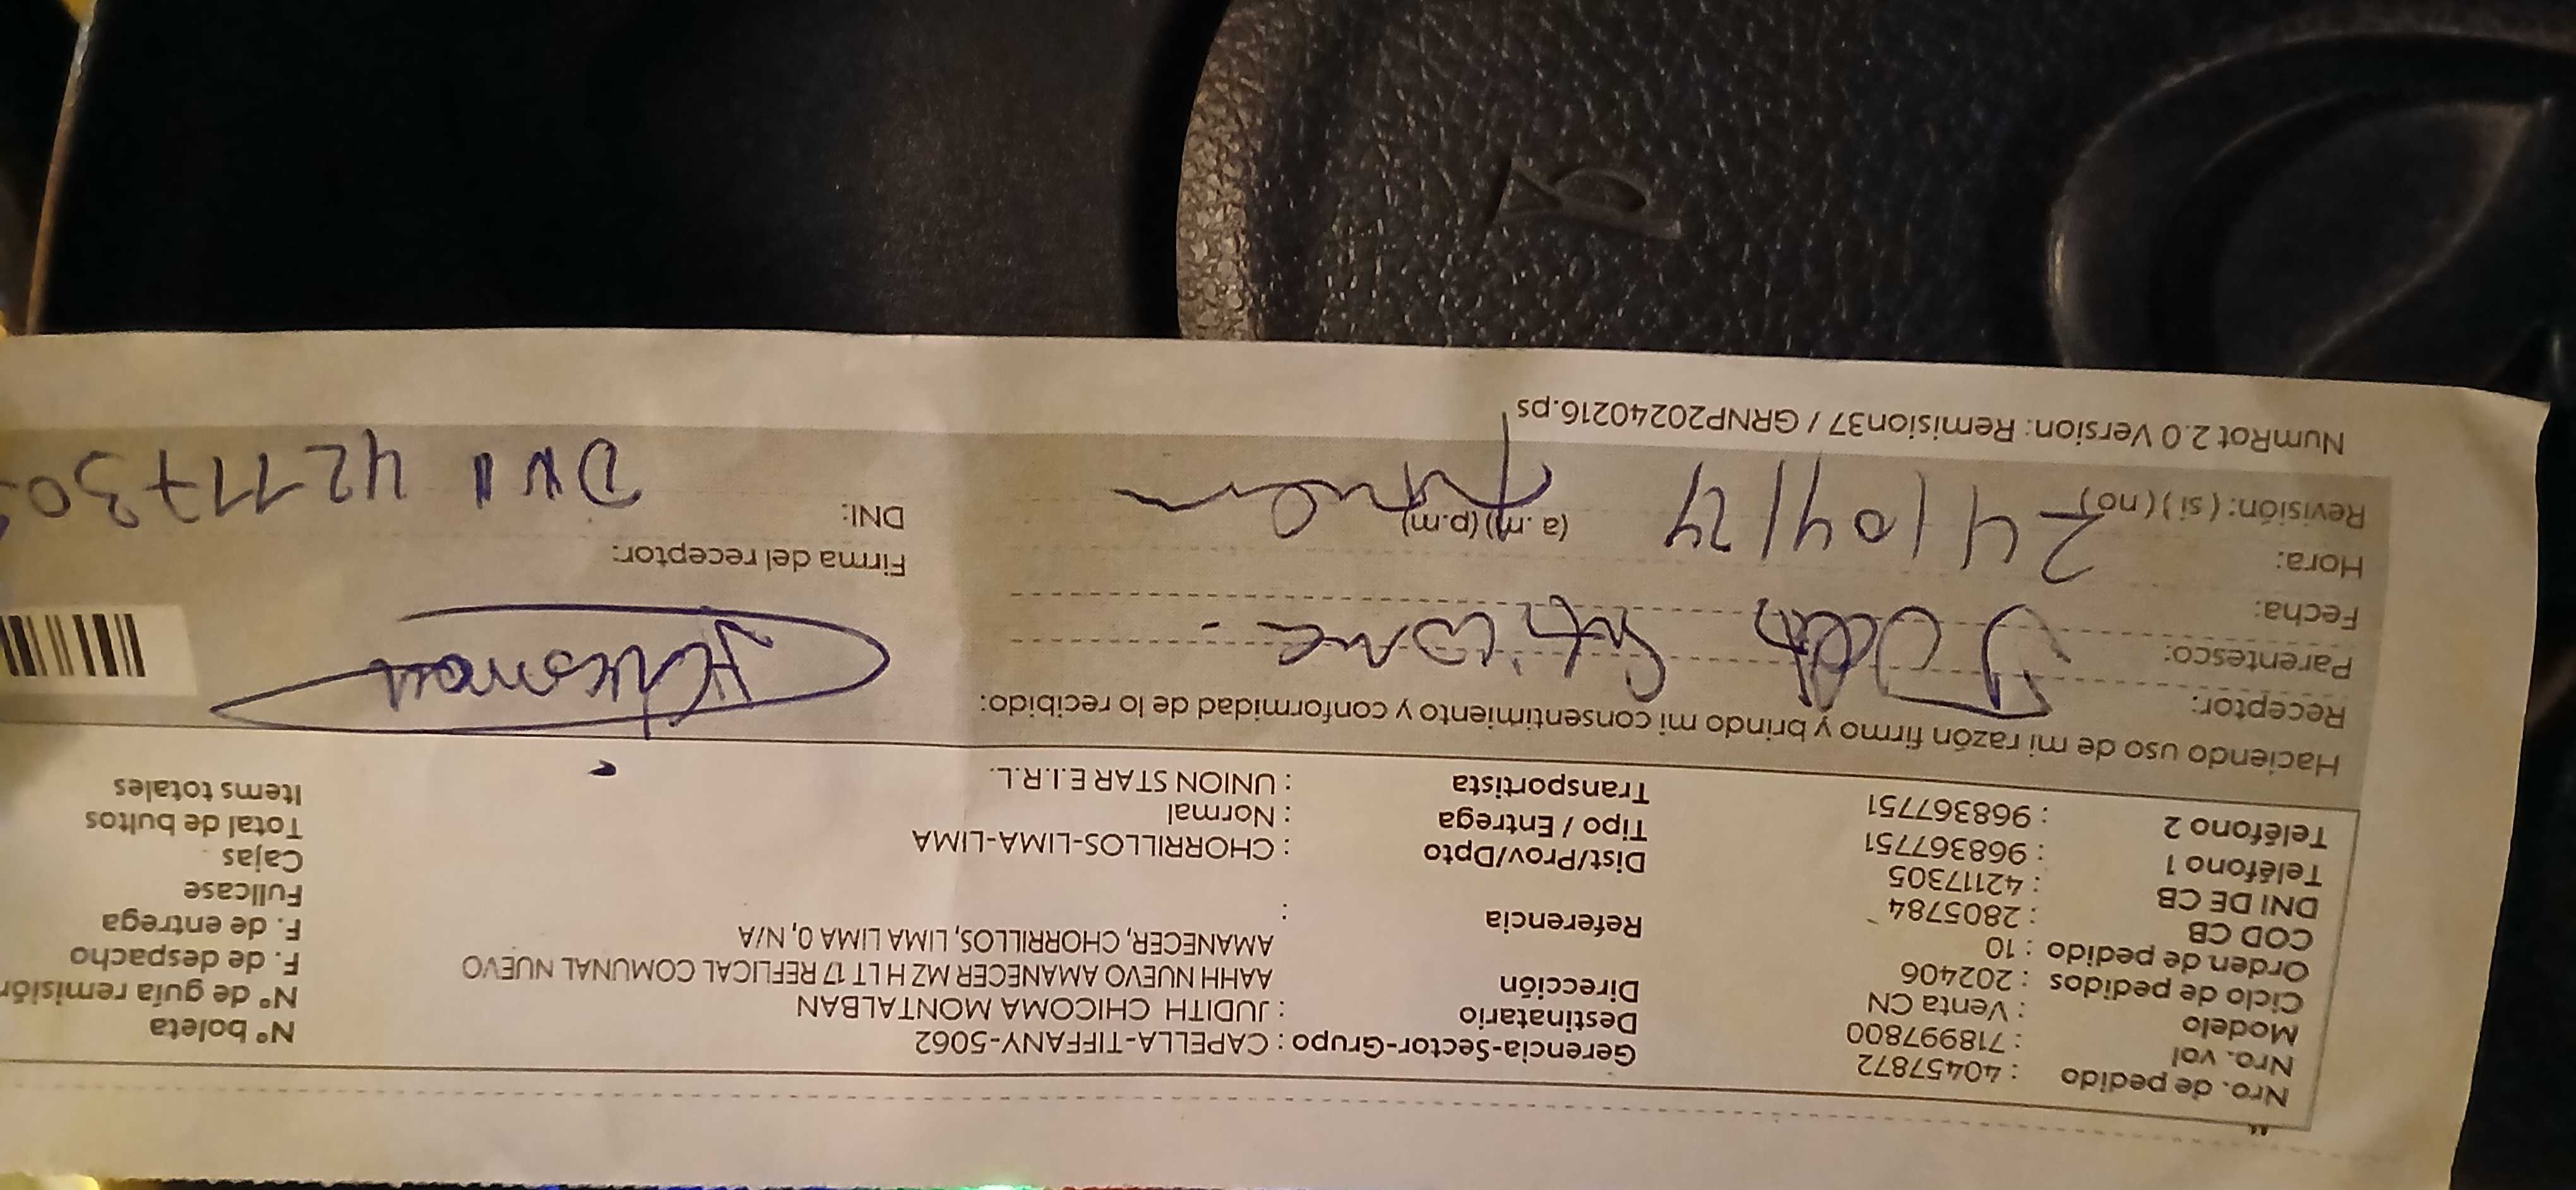 Nro. de pedido : 40457872
Nro. vol : 718997800
Modelo : Venta CN
Ciclo de pedidos : 202406
Orden de pedido : 10
COD CB : 2805784
DNI DE CB : 42117305
Teléfono 1 : 968367751
Teléfono 2 : 968367751
Gerencia-Sector-Grupo : CAPELLA-TIFFANY-5062
Destinatario : JUDITH CHICOMA MONTALBAN
Dirección AAHH NUEVO AMANECER MZ H LT 17 REFLICAL COMUNAL NUEVO
AMANECER, CHORRILLOS, LIMA LIMA 0, N/A
Referencia :
Dist/Prov/Dpto : CHORRILLOS-LIMA-LIMA
Tipo / Entrega : Normal
Transportista : UNION STAR E.I.R.L.
N° boleta
N° de guía remisión
F. de despacho
F. de entrega
Fullcase
Cajas
Total de bultos
Items totales
Haciendo uso de mi razón firmo y brindo mi consentimiento y conformidad de lo recibido:
Receptor:
Parentesco: Judith
Fecha:
Hora: 24/04/24 (a.m) (p.m)
Revisión: (si) (no)
Firma del receptor:
DNI: DNI 4211730
NumRot 2.0 Version: Remision37 / GRNP20240216.ps